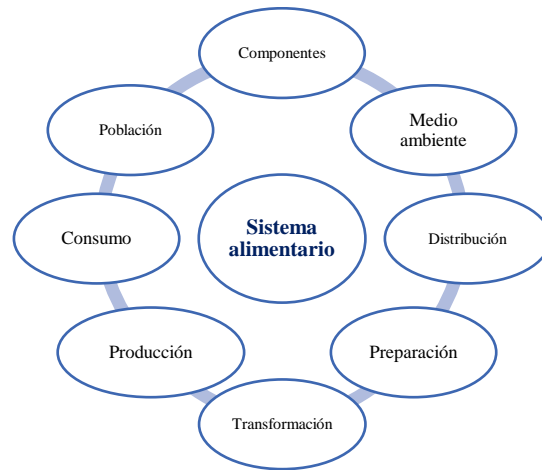 Componentes
Medio
ambiente
Distribución
Preparación
Transformación
Producción
Consumo
Población
Sistema
alimentario